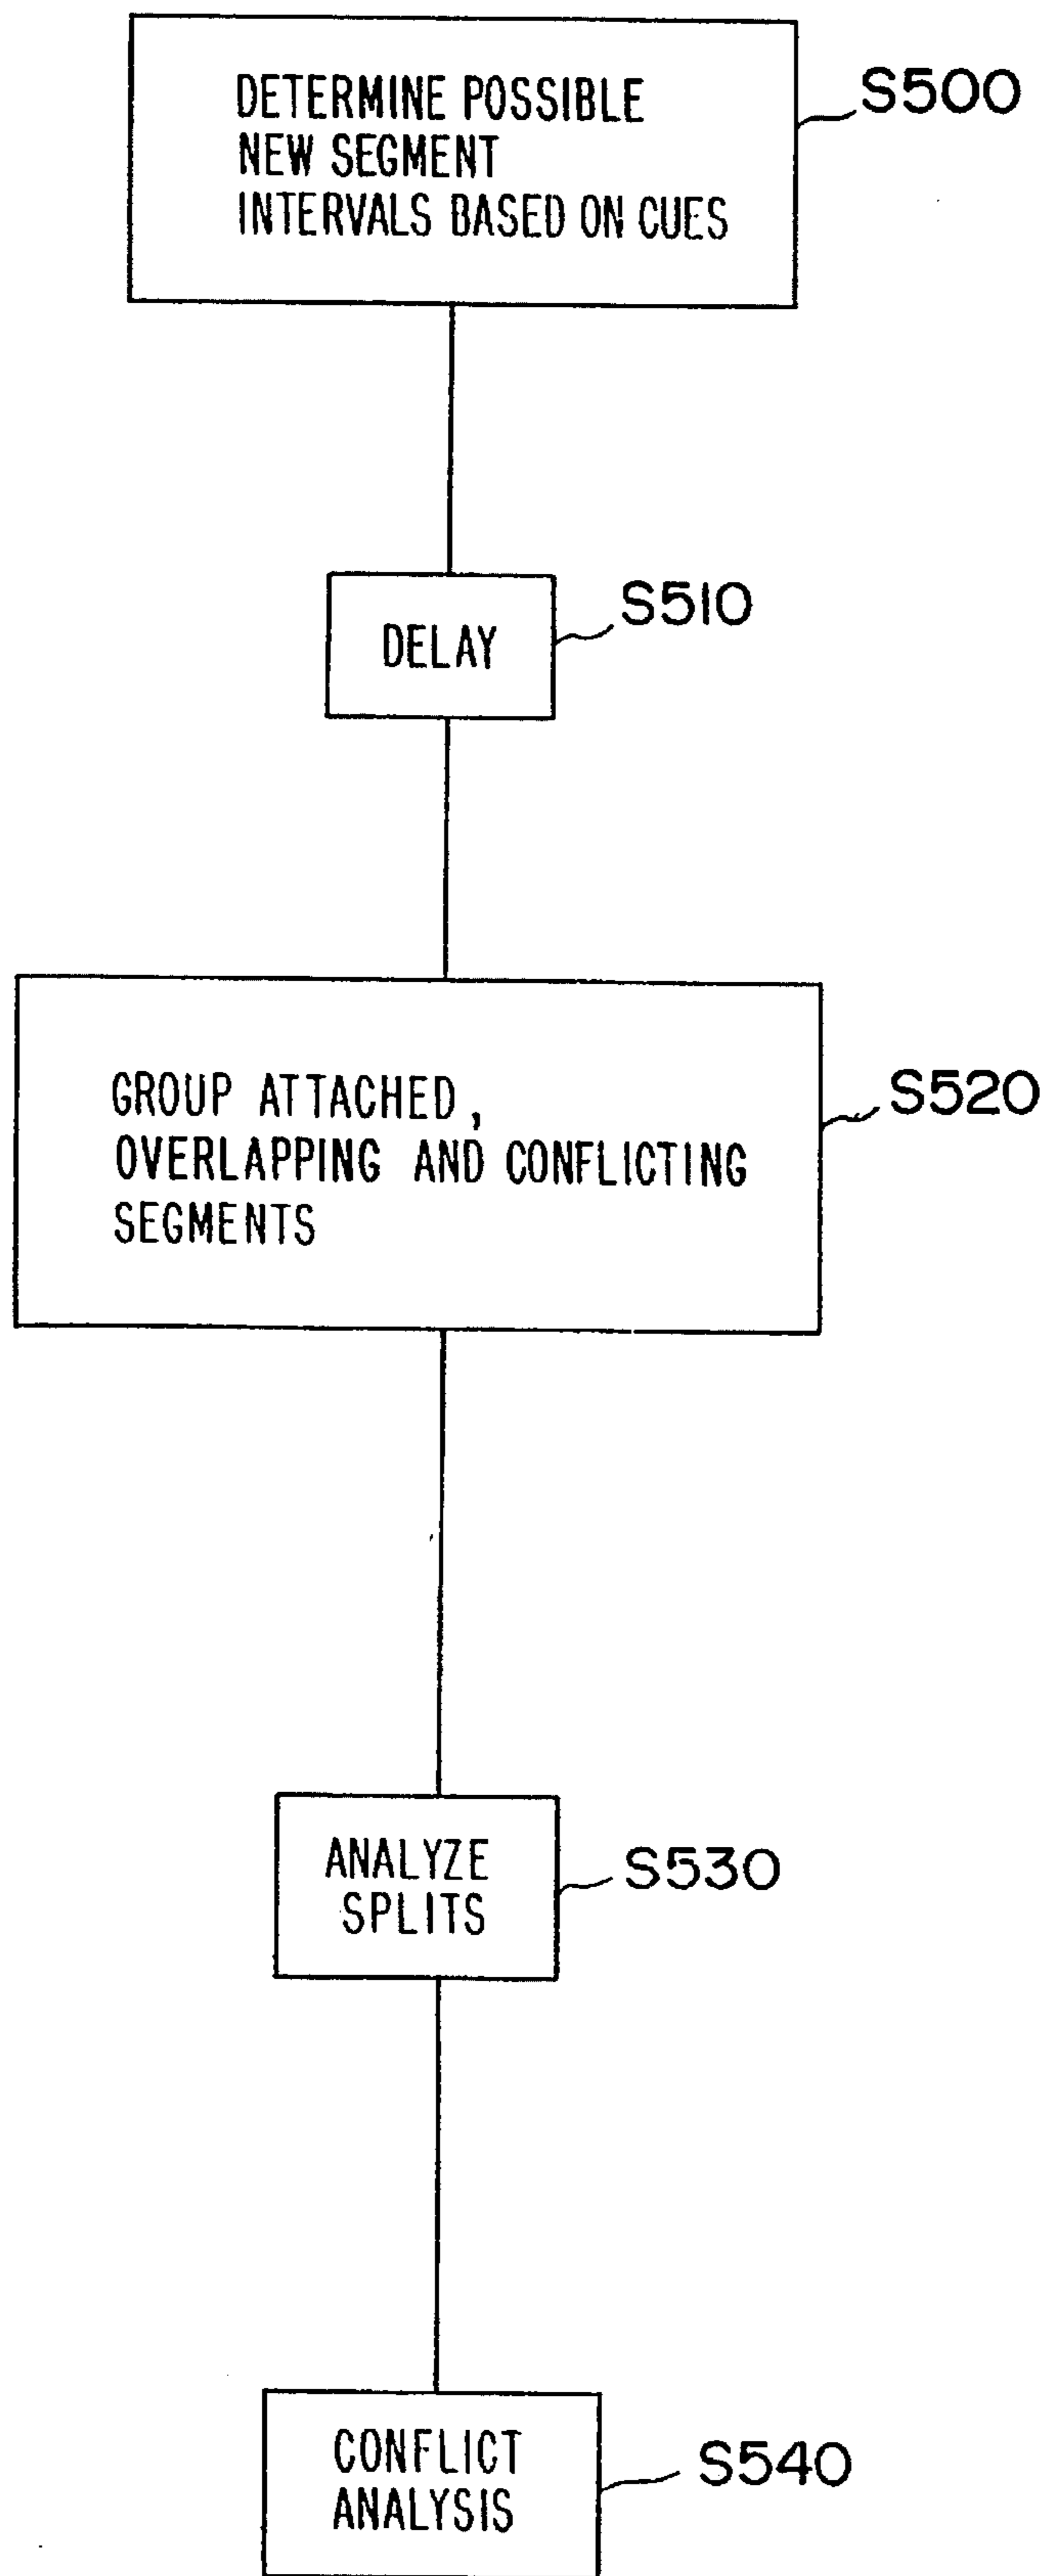 DETERMINE POSSIBLE
NEW SEGMENT
INTERVALS BASED ON CUES
S500
DELAY
S510
GROUP ATTACHED,
OVERLAPPING AND CONFLICTING
SEGMENTS
S520
ANALYZE
SPLITS
S530
CONFLICT
ANALYSIS
S540